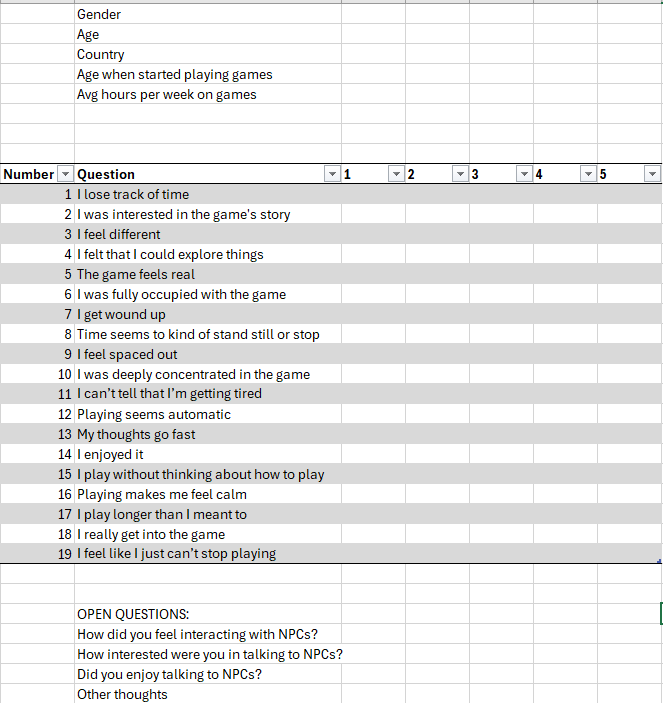 Gender
Age
Country
Age when started playing games
Avg hours per week on games
Number Question 1 2 3 4 5
1 I lose track of time
2 I was interested in the game's story
3 I feel different
4 I felt that I could explore things
5 The game feels real
6 I was fully occupied with the game
7 I get wound up
8 Time seems to kind of stand still or stop
9 I feel spaced out
10 I was deeply concentrated in the game
11 I can’t tell that I’m getting tired
12 Playing seems automatic
13 My thoughts go fast
14 I enjoyed it
15 I play without thinking about how to play
16 Playing makes me feel calm
17 I play longer than I meant to
18 I really get into the game
19 I feel like I just can’t stop playing
OPEN QUESTIONS:
How did you feel interacting with NPCs?
How interested were you in talking to NPCs?
Did you enjoy talking to NPCs?
Other thoughts